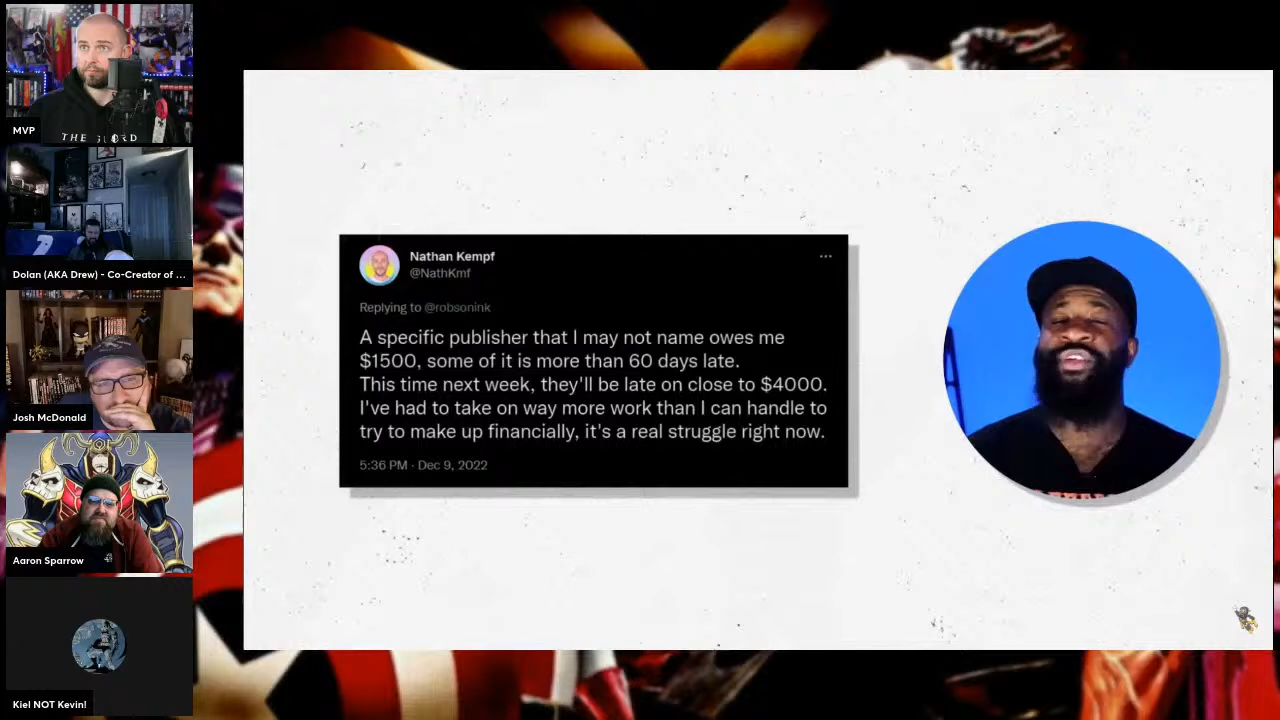 THE
MVP
Dolan (AKA Drew) - Co-Creator of ...
Josh McDonald
Aaron Sparrow
Kiel NOT Kevin!
Nathan Kempf
@NathKmf
...
Replying to @robsonink
A specific publisher that I may not name owes me
$1500, some of it is more than 60 days late.
This time next week, they'll be late on close to $4000.
I've had to take on way more work than I can handle to
try to make up financially, it's a real struggle right now.
5:36 PM · Dec 9, 2022